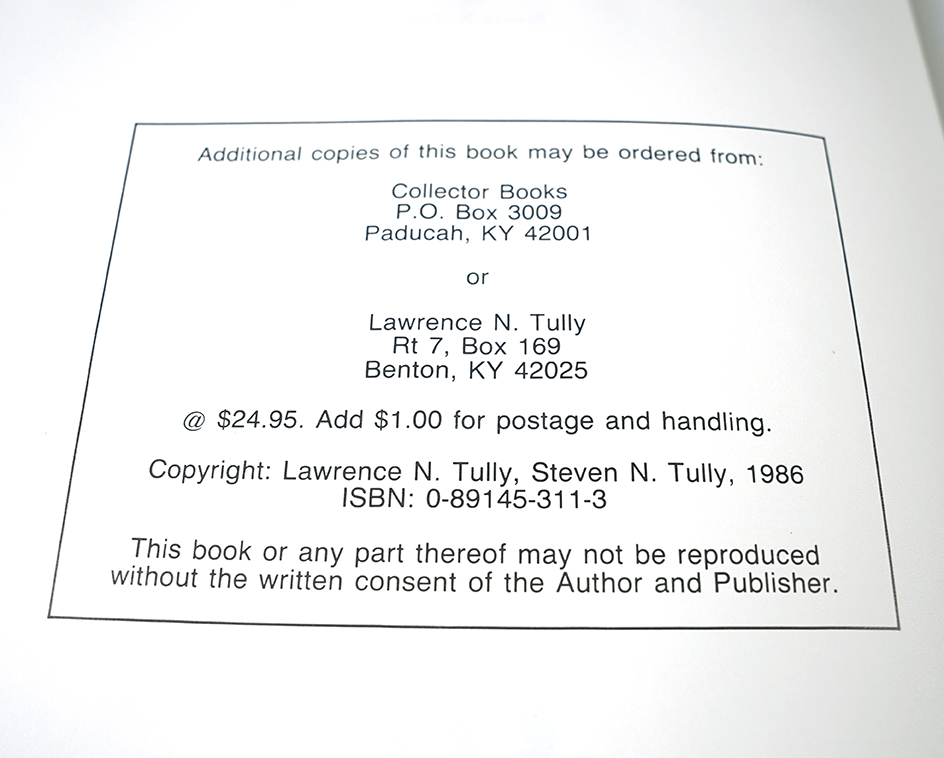 Additional copies of this book may be ordered from:
Collector Books
P.O. Box 3009
Paducah, KY 42001
or
Lawrence N. Tully
Rt 7, Box 169
Benton, KY 42025
@ $24.95. Add $1.00 for postage and handling.
Copyright: Lawrence N. Tully, Steven N. Tully, 1986
ISBN: 0-89145-311-3
This book or any part thereof may not be reproduced
without the written consent of the Author and Publisher.